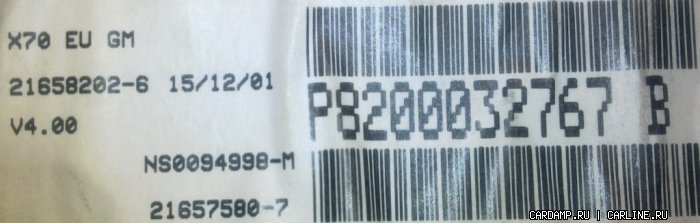 X70 EU GM
21658202-6 15/12/01
V4.00
NS0094998-M
21657580-7
P8200032767 B
CARDAMP.RU | CARLINE.RU